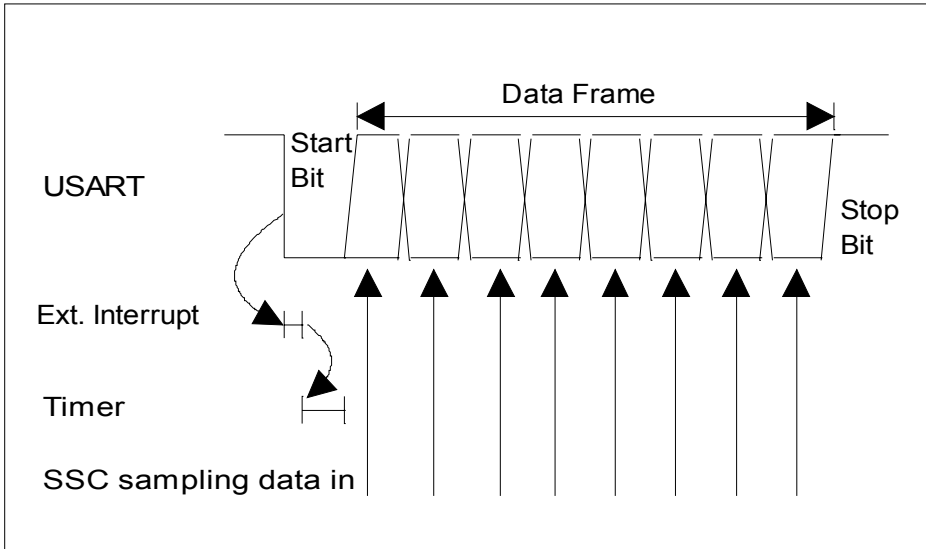 Data Frame
Start
Bit
USART
Stop
Bit
Ext. Interrupt
Timer
SSC sampling data in